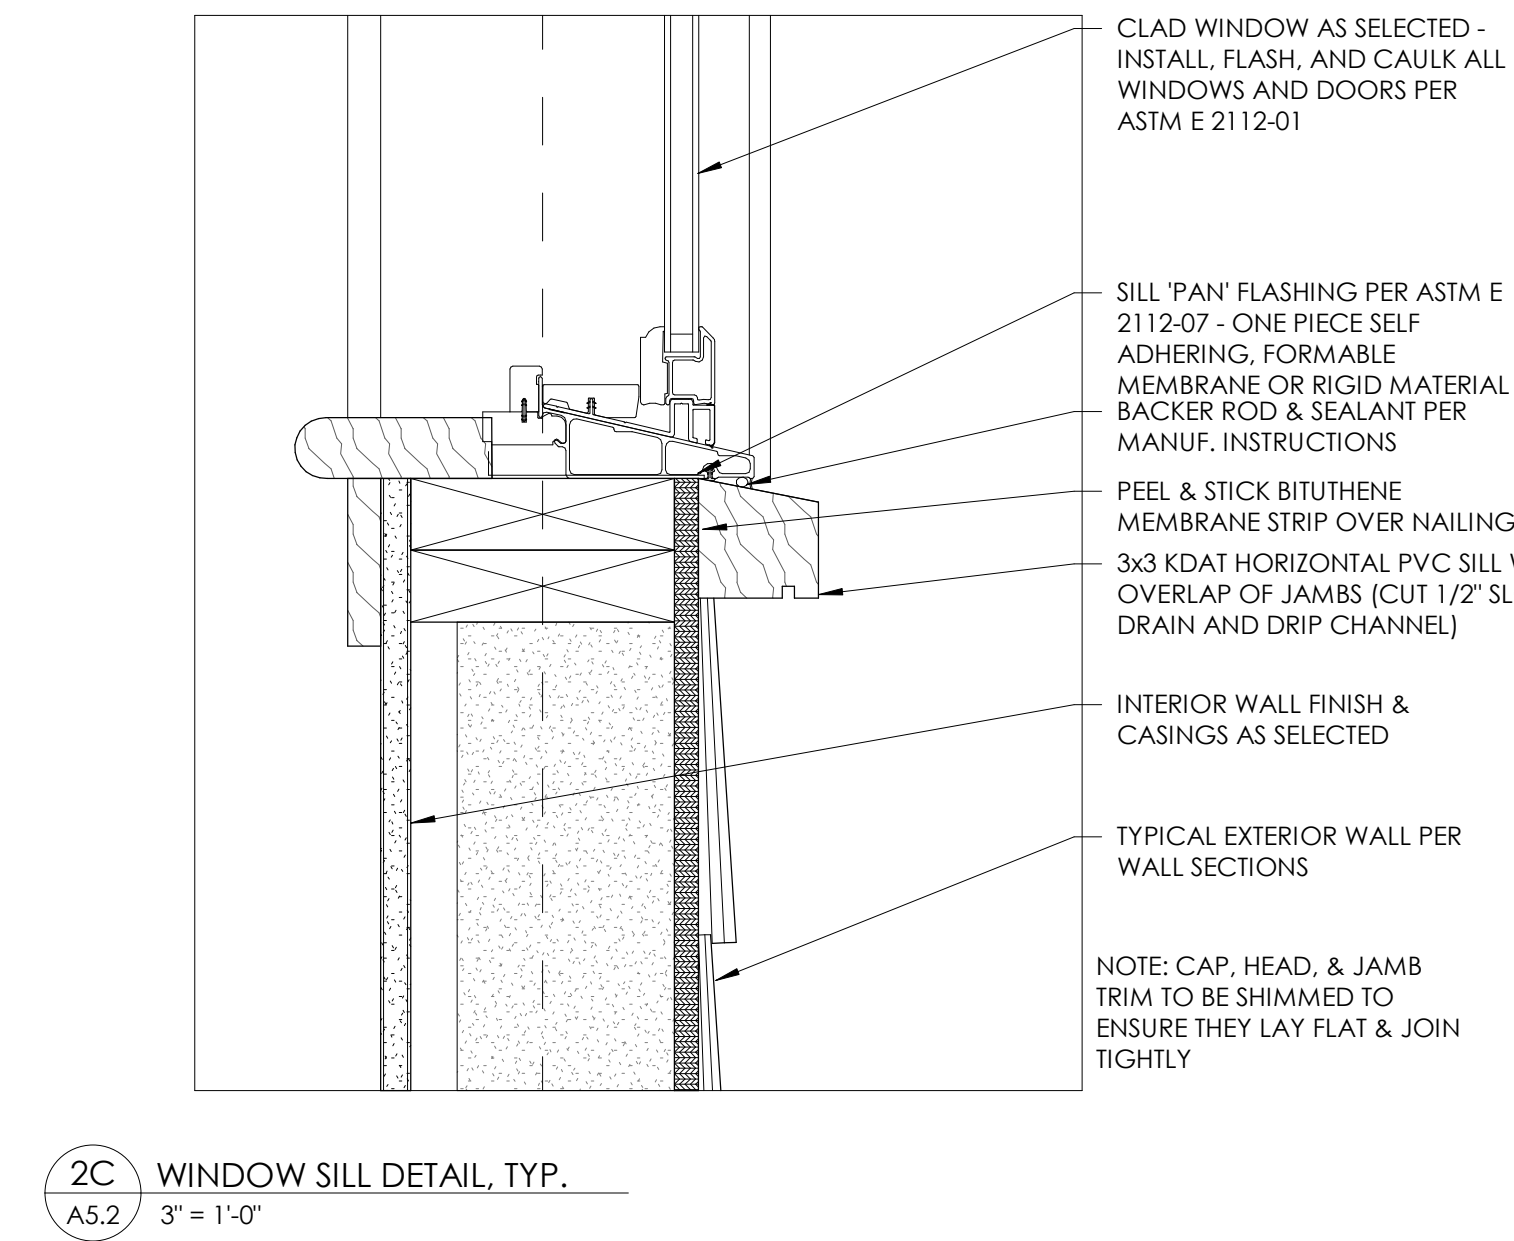 CLAD WINDOW AS SELECTED -
INSTALL, FLASH, AND CAULK ALL
WINDOWS AND DOORS PER
ASTM E 2112-01
SILL 'PAN' FLASHING PER ASTM E
2112-07 - ONE PIECE SELF
ADHERING, FORMABLE
MEMBRANE OR RIGID MATERIAL
BACKER ROD & SEALANT PER
MANUF. INSTRUCTIONS
PEEL & STICK BITUTHENE
MEMBRANE STRIP OVER NAILING
3x3 KDAT HORIZONTAL PVC SILL
OVERLAP OF JAMBS (CUT 1/2"
DRAIN AND DRIP CHANNEL)
INTERIOR WALL FINISH &
CASINGS AS SELECTED
TYPICAL EXTERIOR WALL PER
WALL SECTIONS
NOTE: CAP, HEAD, & JAMB
TRIM TO BE SHIMMED TO
ENSURE THEY LAY FLAT & JOIN
TIGHTLY
2C WINDOW SILL DETAIL, TYP.
A5.2 3" = 1'-0"